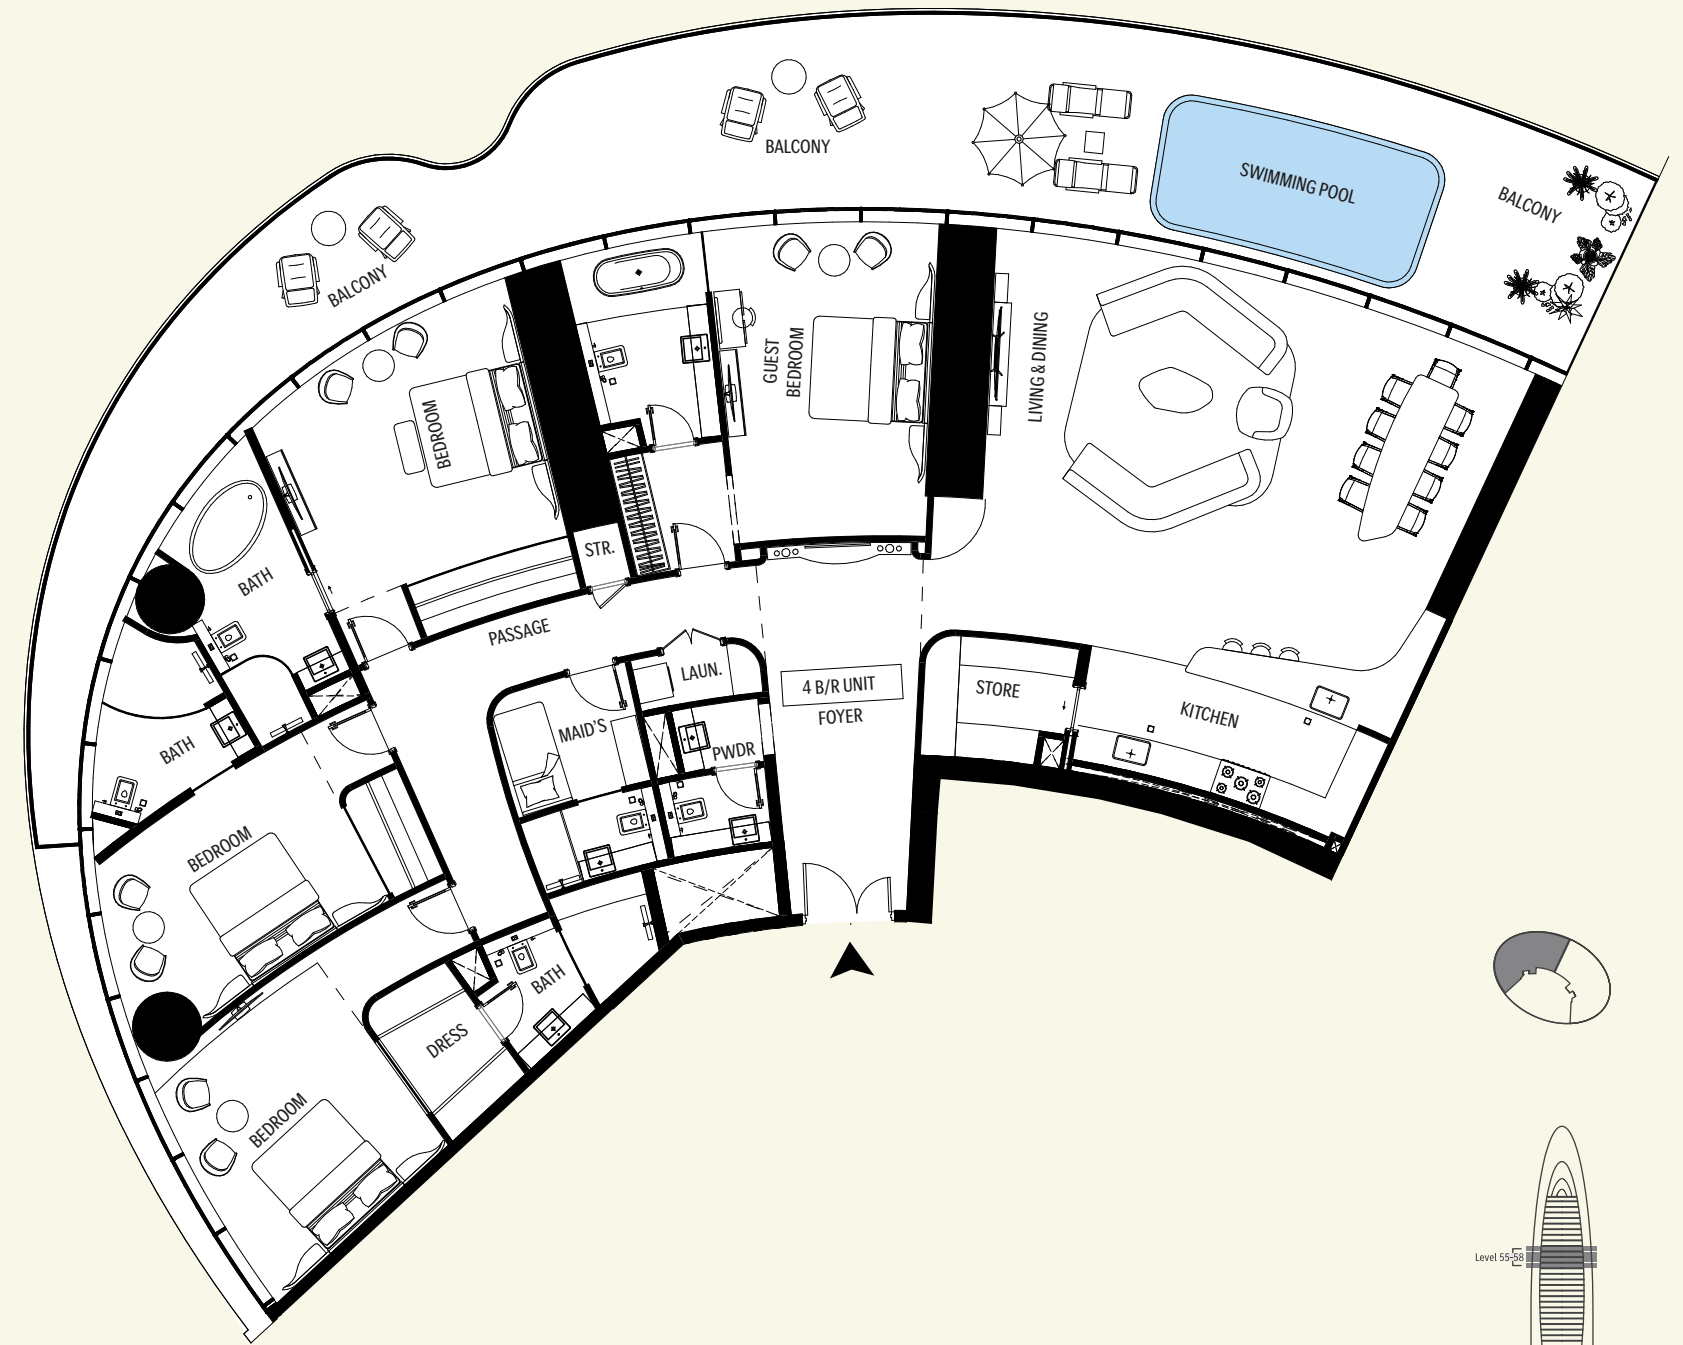 BALCONY
SWIMMING POOL
BALCONY
BALCONY
GUEST
BEDROOM
LIVING & DINING
BEDROOM
STR.
BATH
PASSAGE
LAUN.
4 B/R UNIT
FOYER
STORE
KITCHEN
MAID'S
PWDR
BATH
BEDROOM
BATH
DRESS
BEDROOM
Level 55-58